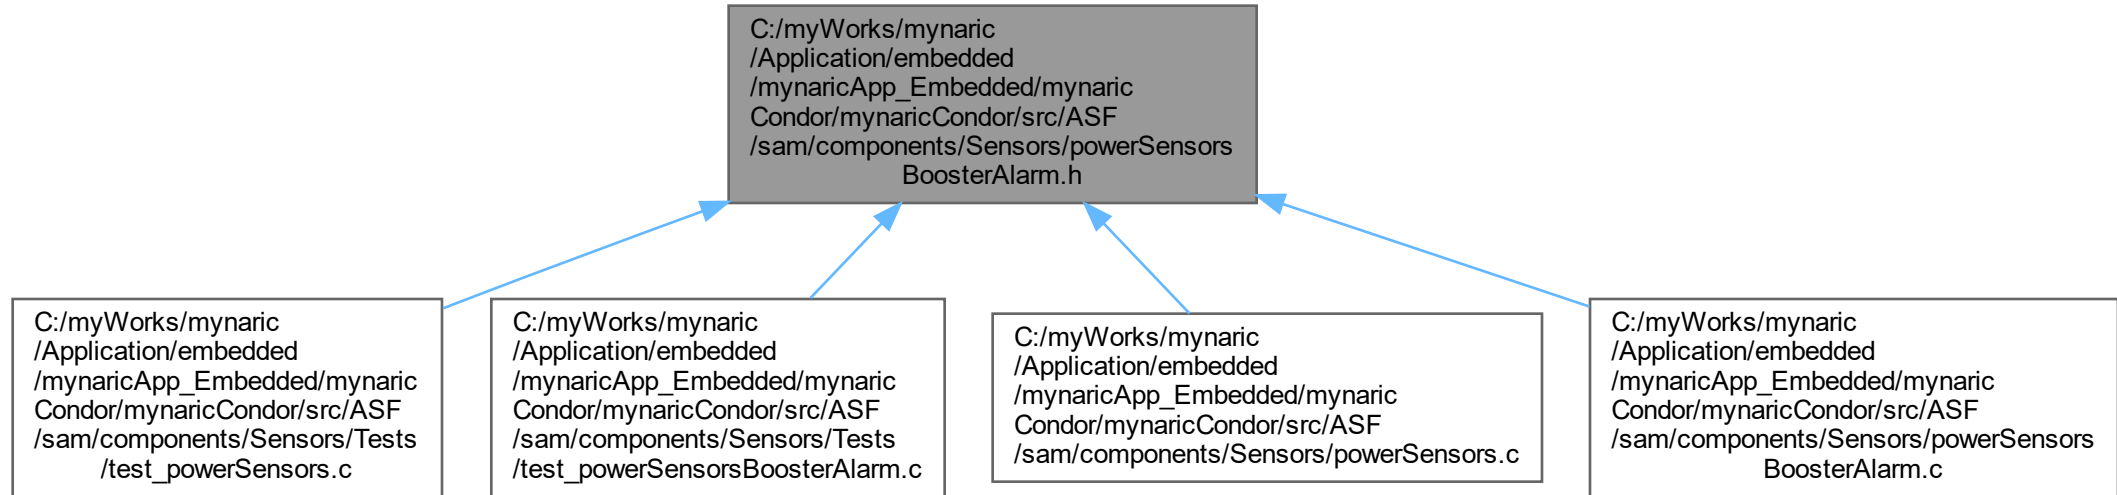 C:/myWorks/mynaric
/Application/embedded
/mynaricApp_Embedded/mynaric
Condor/mynaricCondor/src/ASF
/sam/components/Sensors/powerSensors
BoosterAlarm.h
C:/myWorks/mynaric
/Application/embedded
/mynaricApp_Embedded/mynaric
Condor/mynaricCondor/src/ASF
/sam/components/Sensors/Tests
/test_powerSensors.c
C:/myWorks/mynaric
/Application/embedded
/mynaricApp_Embedded/mynaric
Condor/mynaricCondor/src/ASF
/sam/components/Sensors/Tests
/test_powerSensorsBoosterAlarm.c
C:/myWorks/mynaric
/Application/embedded
/mynaricApp_Embedded/mynaric
Condor/mynaricCondor/src/ASF
/sam/components/Sensors/powerSensors.c
C:/myWorks/mynaric
/Application/embedded
/mynaricApp_Embedded/mynaric
Condor/mynaricCondor/src/ASF
/sam/components/Sensors/powerSensors
BoosterAlarm.c